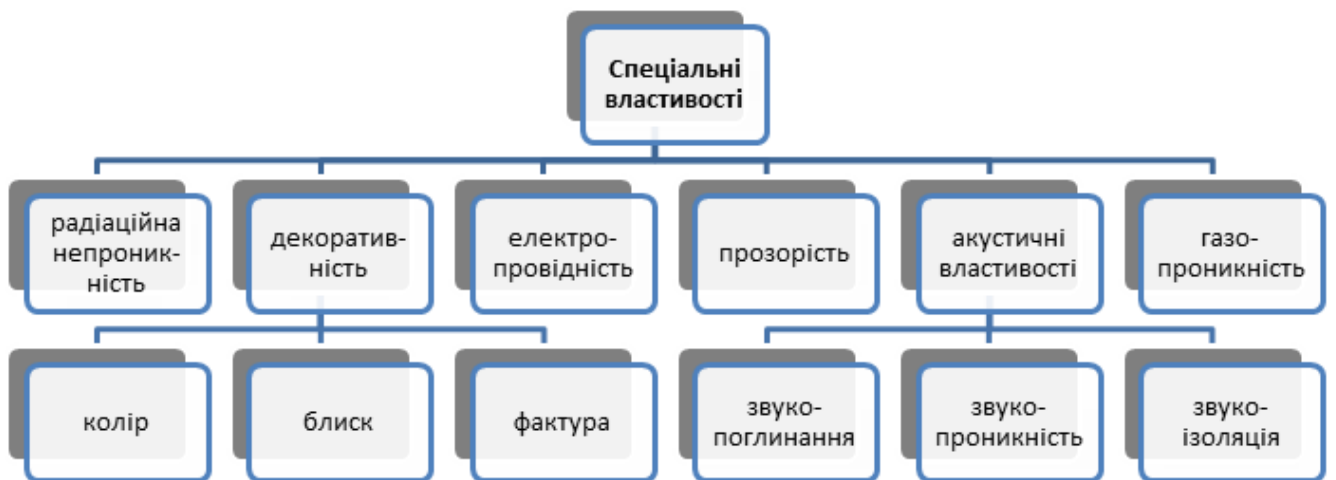 Спеціальні
властивості
радіаційна
непроник-
ність
декоратив-
ність
електро-
провідність
прозорість
акустичні
властивості
газо-
проникність
колір
блиск
фактура
звуко-
поглинання
звуко-
проникність
звуко-
ізоляція